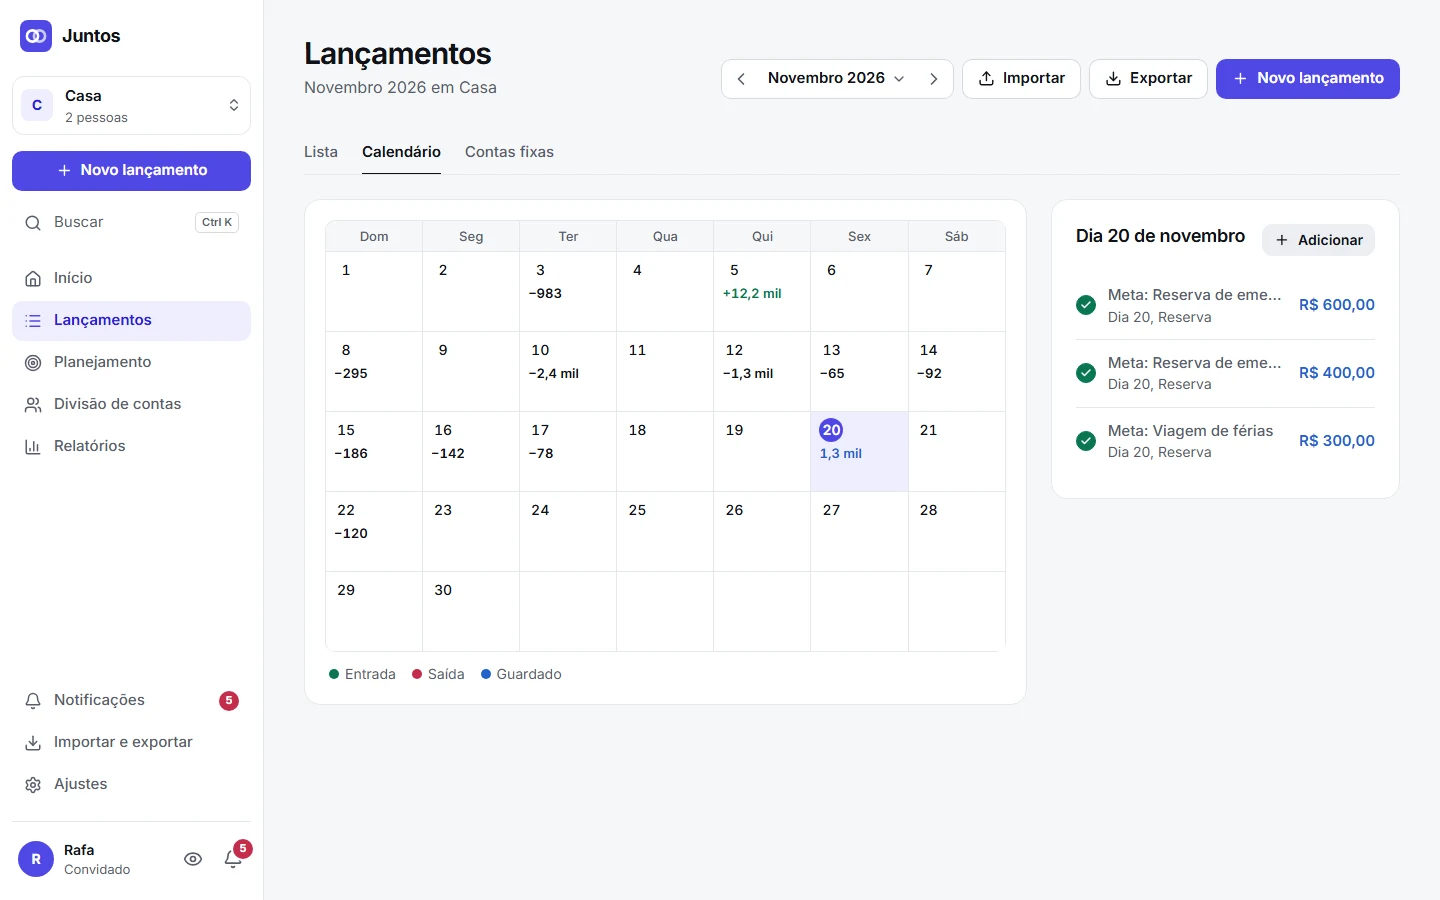 Juntos
C
Casa
2 pessoas
+ Novo lançamento
Buscar
Ctrl K
Início
Lançamentos
Planejamento
Divisão de contas
Relatórios
Notificações
5
Importar e exportar
Ajustes
R
Rafa
Convidado
5
Lançamentos
Novembro 2026 em Casa
Novembro 2026
Importar
Exportar
+ Novo lançamento
Lista Calendário Contas fixas
Dom Seg Ter Qua Qui Sex Sáb
1 2 3 4 5 6 7
−983 +12,2 mil
8 9 10 11 12 13 14
−295 −2,4 mil −1,3 mil −65 −92
15 16 17 18 19 20 21
−186 −142 −78 1,3 mil
22 23 24 25 26 27 28
−120
29 30
Entrada Saída Guardado
Dia 20 de novembro
+ Adicionar
Meta: Reserva de eme...
Dia 20, Reserva
R$ 600,00
Meta: Reserva de eme...
Dia 20, Reserva
R$ 400,00
Meta: Viagem de férias
Dia 20, Reserva
R$ 300,00